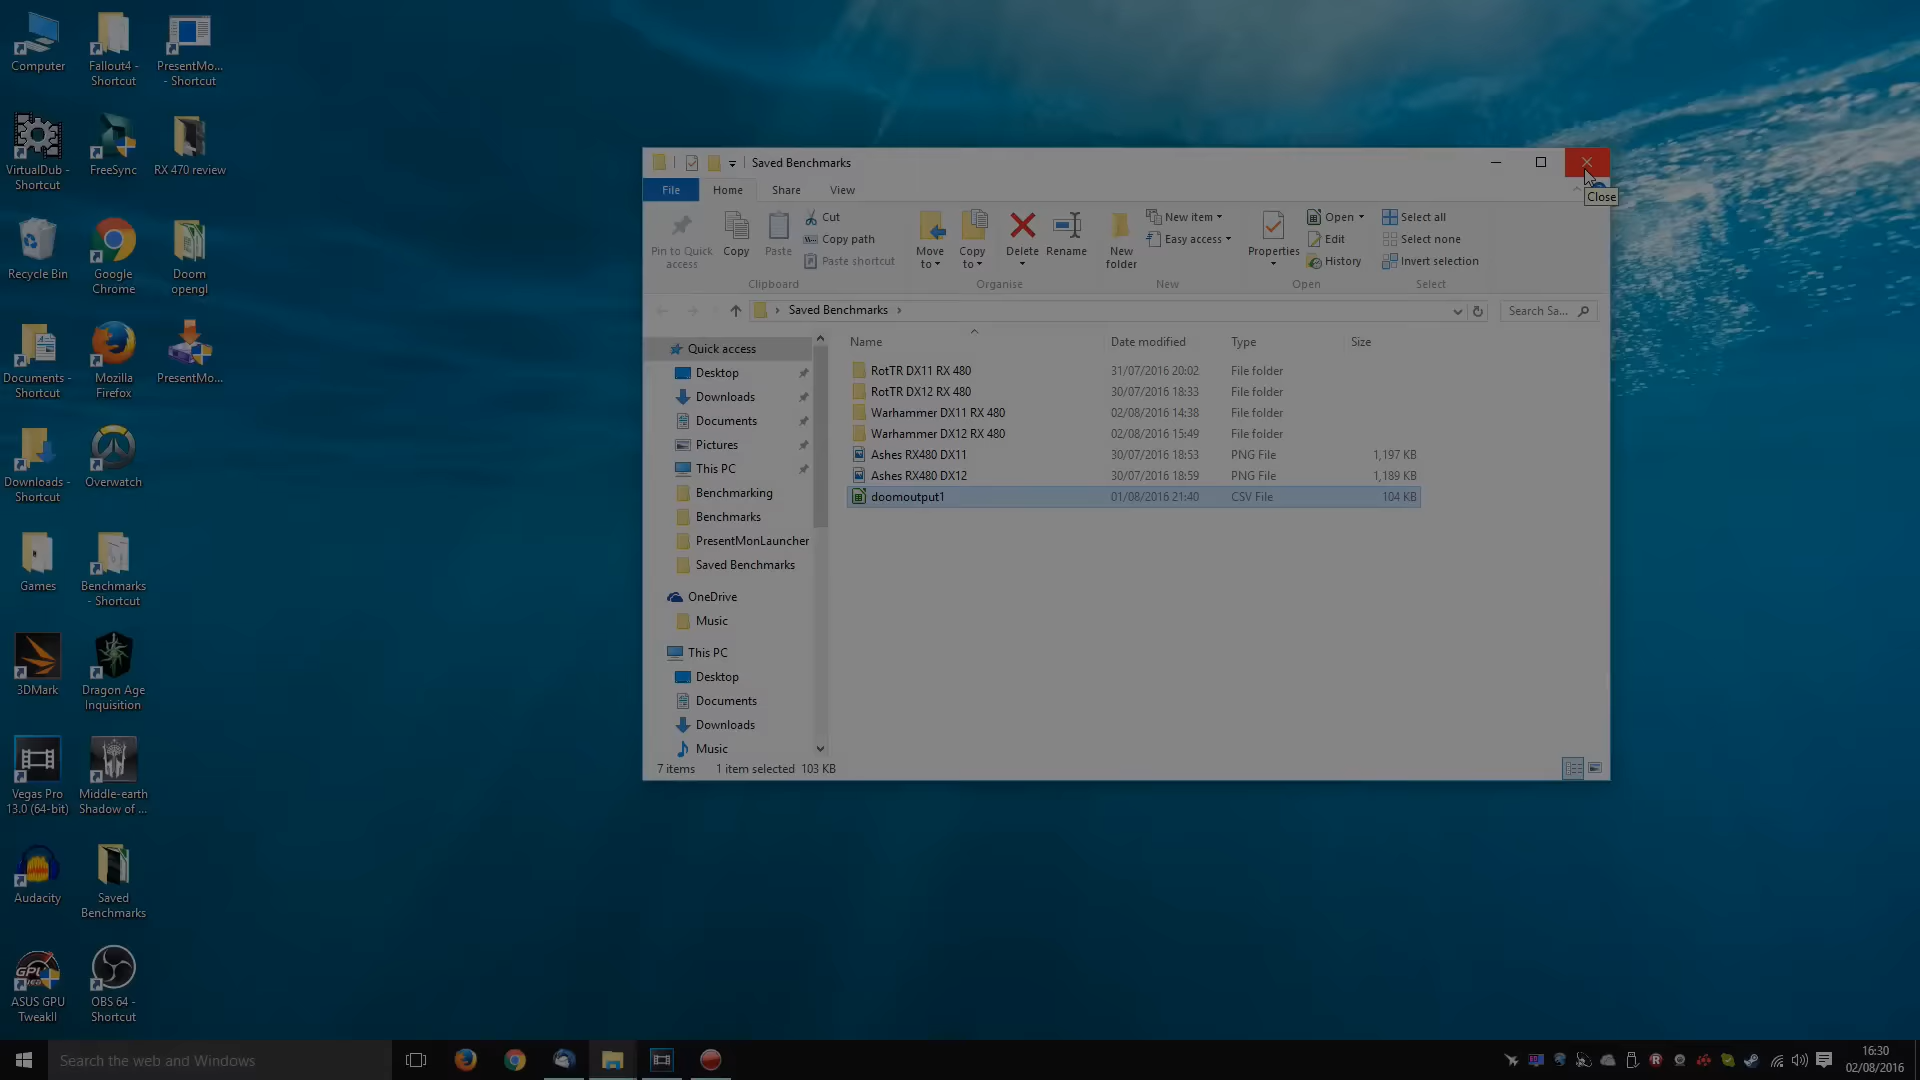 Computer
Fallout4 -
Shortcut
PresentMo...
- Shortcut
VirtualDub -
Shortcut
FreeSync
RX 470 review
Recycle Bin
Google
Chrome
Doom
opengl
Documents -
Shortcut
Mozilla
Firefox
PresentMo...
Downloads -
Shortcut
Overwatch
Games
Benchmarks
- Shortcut
3DMark
Dragon Age
Inquisition
Vegas Pro
13.0 (64-bit)
Middle-earth
Shadow of ...
Audacity
Saved
Benchmarks
GPU
ASUS GPU
TweakII
OBS 64 -
Shortcut
Saved Benchmarks
Close
File
Home
Share
View
Pin to Quick
access
Copy
Paste
Cut
Copy path
Paste shortcut
Clipboard
Move
to
Copy
to
Delete
Rename
Organise
New
folder
New item
Easy access
New
Properties
Open
Edit
History
Open
Select all
Select none
Invert selection
Select
Saved Benchmarks
Search Sa...
Quick access
Desktop
Downloads
Documents
Pictures
This PC
Benchmarking
Benchmarks
PresentMonLauncher
Saved Benchmarks
OneDrive
Music
This PC
Desktop
Documents
Downloads
Music
Name Date modified Type Size
RotTR DX11 RX 480 31/07/2016 20:02 File folder
RotTR DX12 RX 480 30/07/2016 18:33 File folder
Warhammer DX11 RX 480 02/08/2016 14:38 File folder
Warhammer DX12 RX 480 02/08/2016 15:49 File folder
Ashes RX480 DX11 30/07/2016 18:53 PNG File 1,197 KB
Ashes RX480 DX12 30/07/2016 18:59 PNG File 1,189 KB
doomoutput1 01/08/2016 21:40 CSV File 104 KB
7 items 1 item selected 103 KB
Search the web and Windows
16:30
02/08/2016